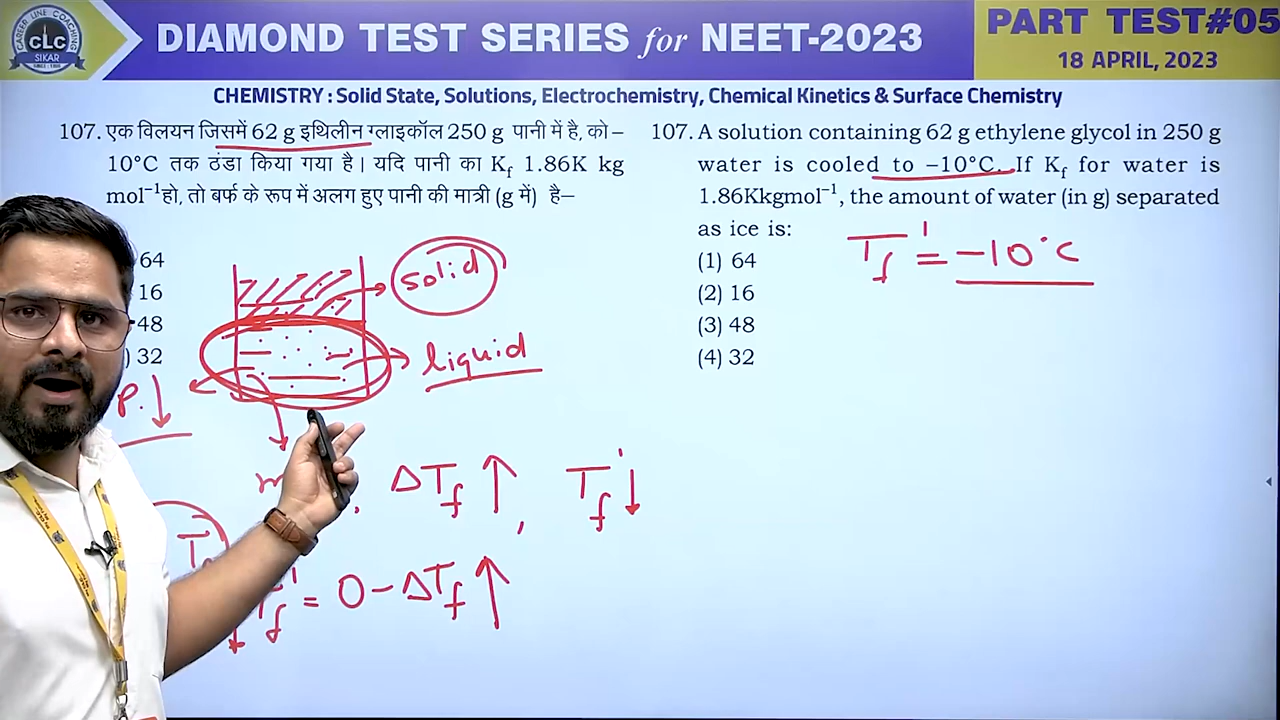 CAREER LINE COACHING
CLC
SIKAR
DIAMOND TEST SERIES for NEET-2023
PART TEST#05
18 APRIL, 2023
CHEMISTRY : Solid State, Solutions, Electrochemistry, Chemical Kinetics & Surface Chemistry
107. एक विलयन जिसमें 62 g इथिलीन ग्लाइकॉल 250 g पानी में है, को –
10°C तक ठंडा किया गया है। यदि पानी का Kf 1.86K kg
mol–1हो, तो बर्फ के रूप में अलग हुए पानी की मात्री (g में) है–
64
16
48
) 32
solid
liquid
P. ↓
ΔTf ↑ , Tf' ↓
Tf' = 0 – ΔTf ↑
107. A solution containing 62 g ethylene glycol in 250 g
water is cooled to –10°C. If Kf for water is
1.86Kkgmol–1, the amount of water (in g) separated
as ice is:
Tf' = –10°C
(1) 64
(2) 16
(3) 48
(4) 32